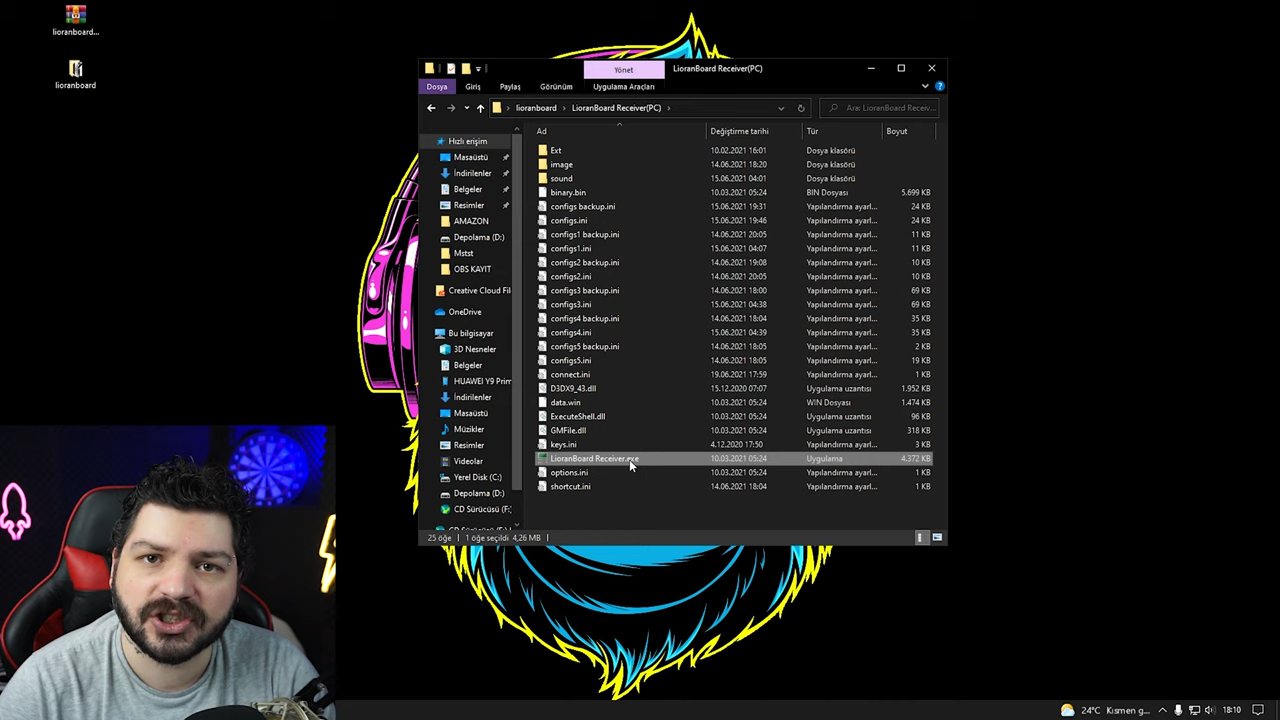 lioranboard...
lioranboard
Yönet
LioranBoard Receiver(PC)
Dosya
Giriş
Paylaş
Görünüm
Uygulama Araçları
lioranboard
LioranBoard Receiver(PC)
Ara: LioranBoard Receiv...
Hızlı erişim
Masaüstü
İndirilenler
Belgeler
Resimler
AMAZON
Depolama (D:)
Mstst
OBS KAYIT
Creative Cloud Fil
OneDrive
Bu bilgisayar
3D Nesneler
Belgeler
HUAWEI Y9 Prim
İndirilenler
Masaüstü
Müzikler
Resimler
Videolar
Yerel Disk (C:)
Depolama (D:)
CD Sürücüsü (F:
Ad Değiştirme tarihi Tür Boyut
Ext 10.02.2021 16:01 Dosya klasörü
image 14.06.2021 18:20 Dosya klasörü
sound 15.06.2021 04:01 Dosya klasörü
binary.bin 10.03.2021 05:24 BIN Dosyası 5.699 KB
configs backup.ini 15.06.2021 19:31 Yapılandırma ayarl... 24 KB
configs.ini 15.06.2021 19:46 Yapılandırma ayarl... 24 KB
configs1 backup.ini 14.06.2021 20:05 Yapılandırma ayarl... 11 KB
configs1.ini 15.06.2021 04:07 Yapılandırma ayarl... 11 KB
configs2 backup.ini 14.06.2021 19:08 Yapılandırma ayarl... 10 KB
configs2.ini 14.06.2021 20:05 Yapılandırma ayarl... 10 KB
configs3 backup.ini 14.06.2021 18:00 Yapılandırma ayarl... 69 KB
configs3.ini 15.06.2021 04:38 Yapılandırma ayarl... 69 KB
configs4 backup.ini 14.06.2021 18:04 Yapılandırma ayarl... 35 KB
configs4.ini 15.06.2021 04:39 Yapılandırma ayarl... 35 KB
configs5 backup.ini 14.06.2021 18:05 Yapılandırma ayarl... 2 KB
configs5.ini 14.06.2021 18:05 Yapılandırma ayarl... 19 KB
connect.ini 19.06.2021 17:59 Yapılandırma ayarl... 1 KB
D3DX9_43.dll 15.12.2020 07:07 Uygulama uzantısı 1.952 KB
data.win 10.03.2021 05:24 WIN Dosyası 1.474 KB
ExecuteShell.dll 10.03.2021 05:24 Uygulama uzantısı 96 KB
GMFile.dll 10.03.2021 05:24 Uygulama uzantısı 318 KB
keys.ini 4.12.2020 17:50 Yapılandırma ayarl... 3 KB
LioranBoard Receiver.exe 10.03.2021 05:24 Uygulama 4.372 KB
options.ini 10.03.2021 05:24 Yapılandırma ayarl... 1 KB
shortcut.ini 14.06.2021 18:04 Yapılandırma ayarl... 1 KB
25 öğe 1 öğe seçildi 4,26 MB
24°C Kısmen g... 18:10